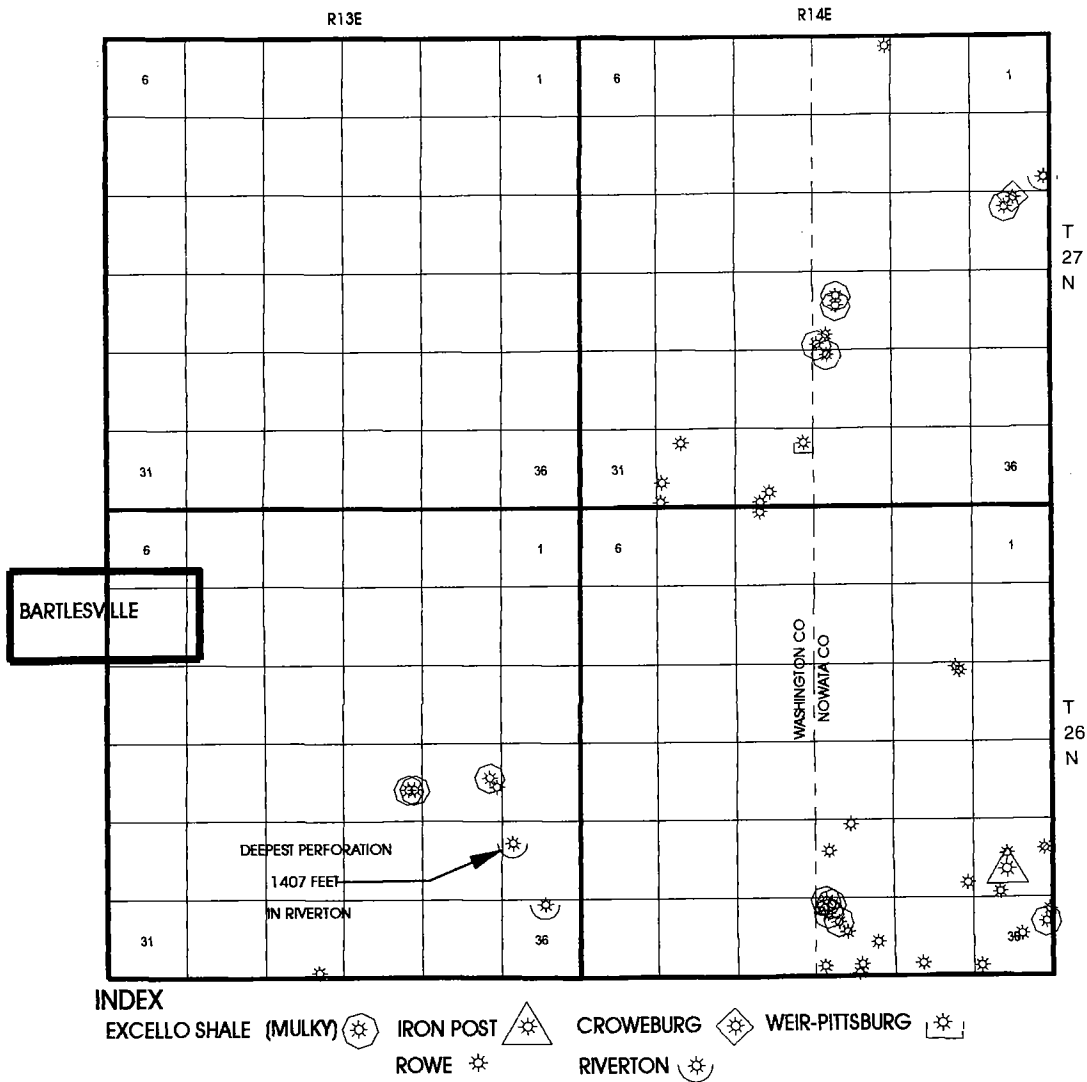 R13E
R14E
6
1
6
1
T
27
N
31
36
31
36
6
1
6
1
BARTLESVILLE
WASHINGTON CO
NOWATA CO
T
26
N
DEEPEST PERFORATION
1407 FEET
IN RIVERTON
31
36
36
INDEX
EXCELLO SHALE (MULKY)
IRON POST
CROWEBURG
WEIR-PITTSBURG
ROWE
RIVERTON